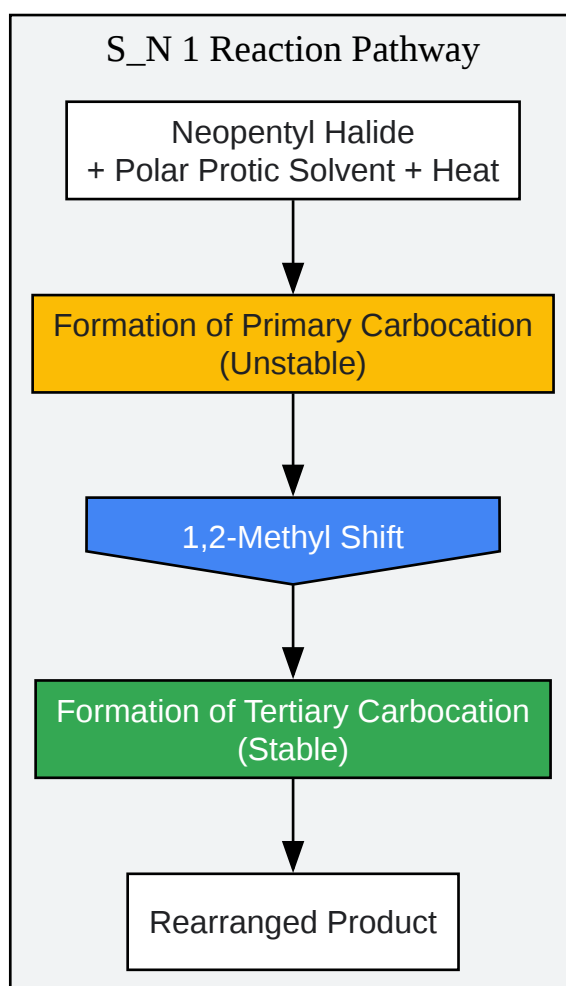 S_N 1 Reaction Pathway
Neopentyl Halide
+ Polar Protic Solvent + Heat
Formation of Primary Carbocation
(Unstable)
1,2-Methyl Shift
Formation of Tertiary Carbocation
(Stable)
Rearranged Product